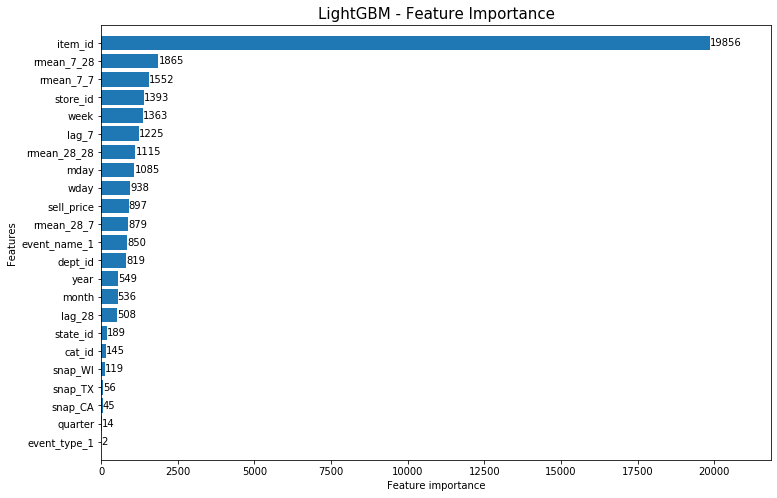 LightGBM - Feature Importance
Features
item_id 19856
rmean_7_28 1865
rmean_7_7 1552
store_id 1393
week 1363
lag_7 1225
rmean_28_28 1115
mday 1085
wday 938
sell_price 897
rmean_28_7 879
event_name_1 850
dept_id 819
year 549
month 536
lag_28 508
state_id 189
cat_id 145
snap_WI 119
snap_TX 56
snap_CA 45
quarter 14
event_type_1 2
0 2500 5000 7500 10000 12500 15000 17500 20000
Feature importance